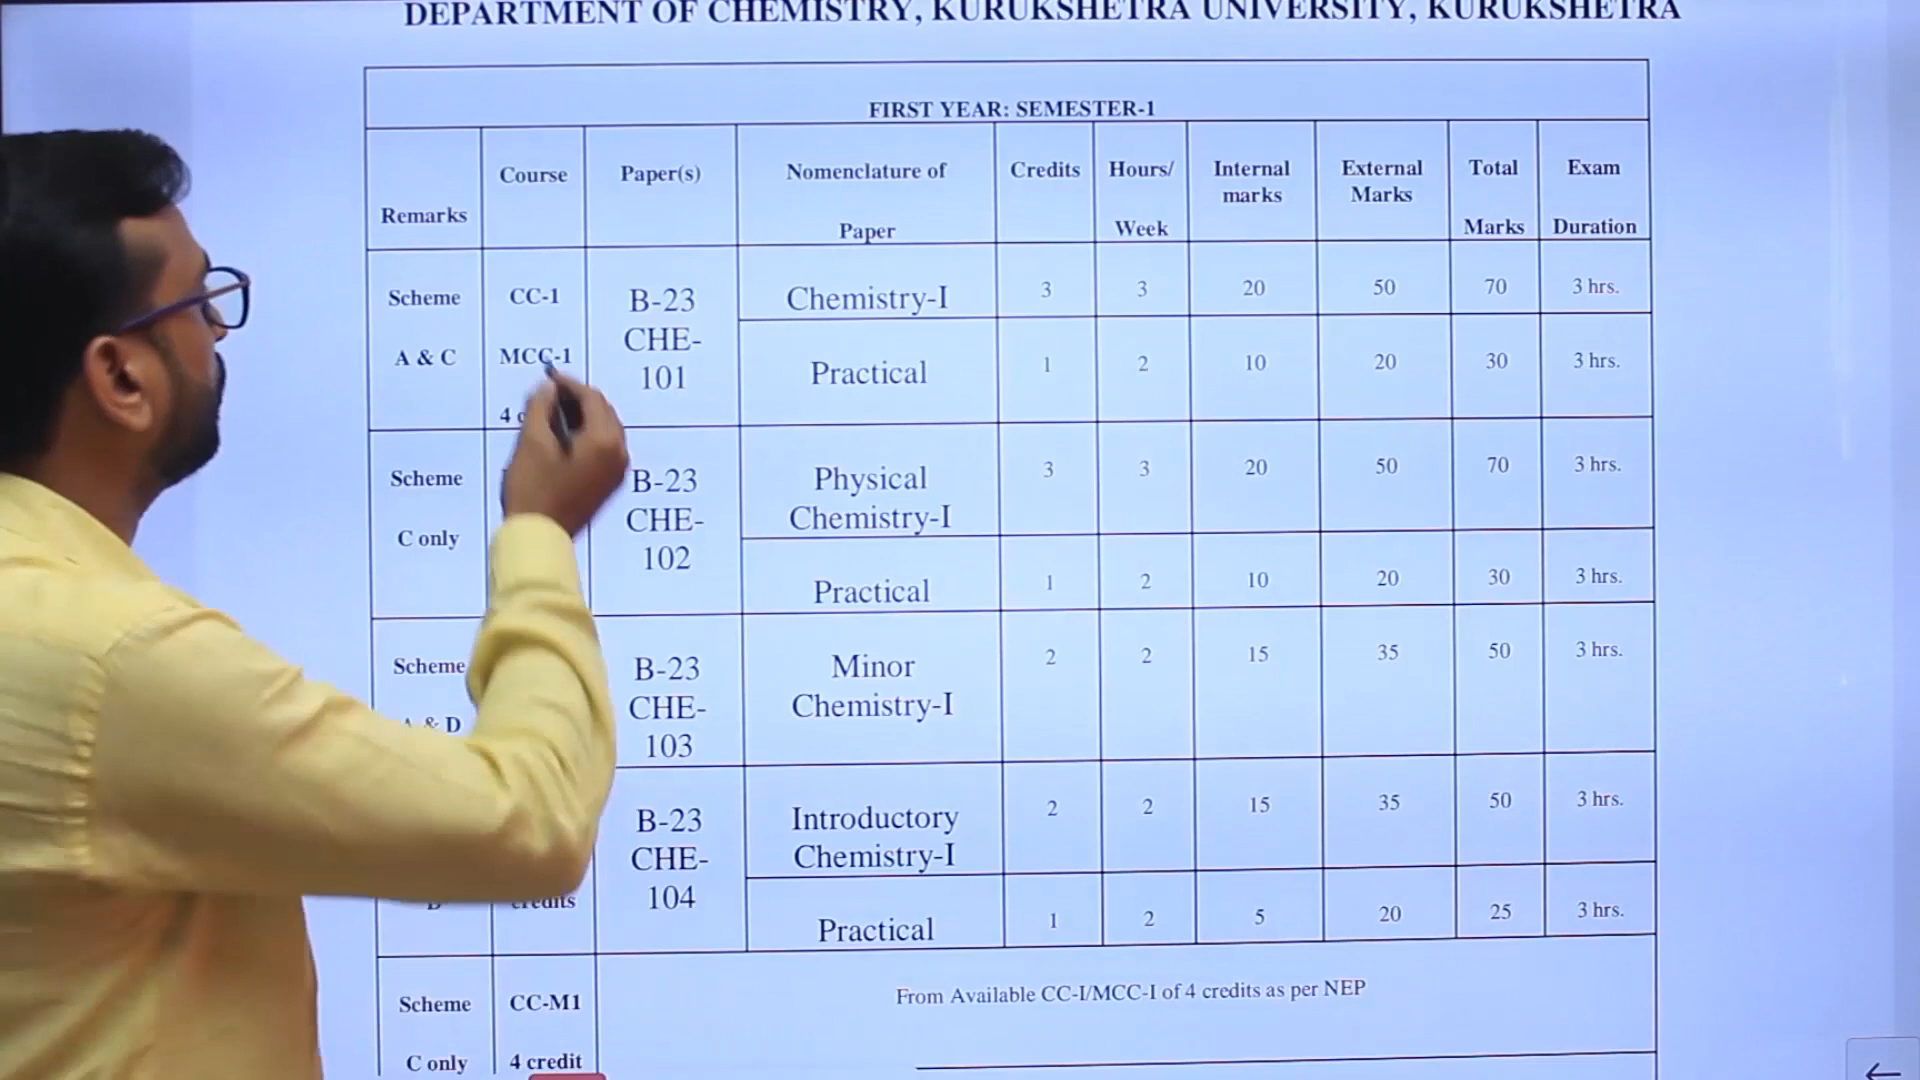 DEPARTMENT OF CHEMISTRY, KURUKSHETRA UNIVERSITY, KURUKSHETRA
FIRST YEAR: SEMESTER-1
Remarks
Course
Paper(s)
Nomenclature of
Paper
Credits
Hours/
Week
Internal
marks
External
Marks
Total
Marks
Exam
Duration
Scheme
A & C
CC-1
MCC-1
4
B-23
CHE-
101
Chemistry-I
3
3
20
50
70
3 hrs.
Practical
1
2
10
20
30
3 hrs.
Scheme
C only
B-23
CHE-
102
Physical
Chemistry-I
3
3
20
50
70
3 hrs.
Practical
1
2
10
20
30
3 hrs.
Scheme
& D
B-23
CHE-
103
Minor
Chemistry-I
2
2
15
35
50
3 hrs.
credits
B-23
CHE-
104
Introductory
Chemistry-I
2
2
15
35
50
3 hrs.
Practical
1
2
5
20
25
3 hrs.
Scheme
C only
CC-M1
4 credit
From Available CC-I/MCC-I of 4 credits as per NEP